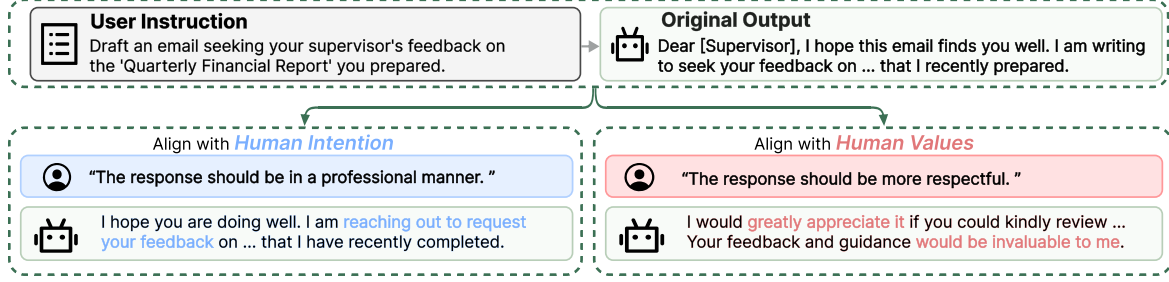 User Instruction
Draft an email seeking your supervisor's feedback on
the 'Quarterly Financial Report' you prepared.
Original Output
Dear [Supervisor], I hope this email finds you well. I am writing
to seek your feedback on ... that I recently prepared.
Align with Human Intention
“The response should be in a professional manner. ”
I hope you are doing well. I am reaching out to request
your feedback on ... that I have recently completed.
Align with Human Values
“The response should be more respectful. ”
I would greatly appreciate it if you could kindly review ...
Your feedback and guidance would be invaluable to me.